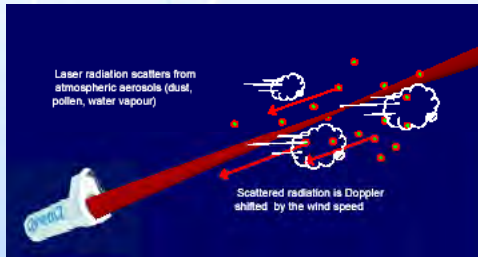 Laser radiation scatters from
atmospheric aerosols (dust,
pollen, water vapour)
Scattered radiation is Doppler
shifted by the wind speed